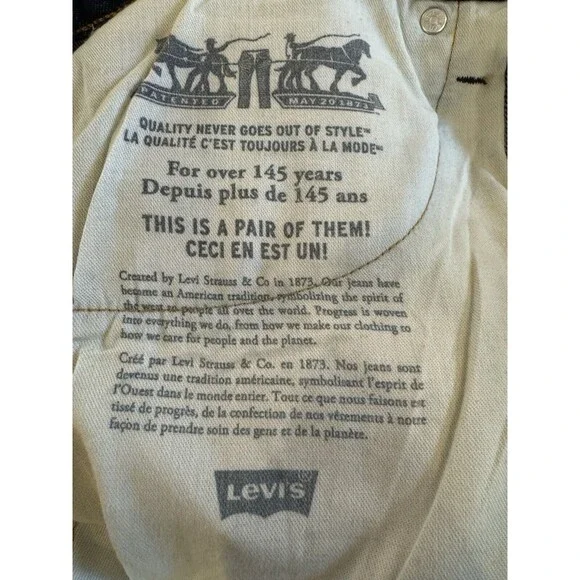 PATENTED MAY 20 1873
QUALITY NEVER GOES OUT OF STYLE™
LA QUALITÉ C'EST TOUJOURS À LA MODE™
For over 145 years
Depuis plus de 145 ans
THIS IS A PAIR OF THEM!
CECI EN EST UN!
Created by Levi Strauss & Co in 1873. Our jeans have
become an American tradition, symbolizing the spirit of
the west to people all over the world. Progress is woven
into everything we do, from how we make our clothing to
how we care for people and the planet.
Créé par Levi Strauss & Co. en 1873. Nos jeans sont
devenus une tradition américaine, symbolisant l'esprit de
l'Ouest dans le monde entier. Tout ce que nous faisons est
tissé de progrès, de la confection de nos vêtements à notre
façon de prendre soin des gens et de la planète.
Levi's®